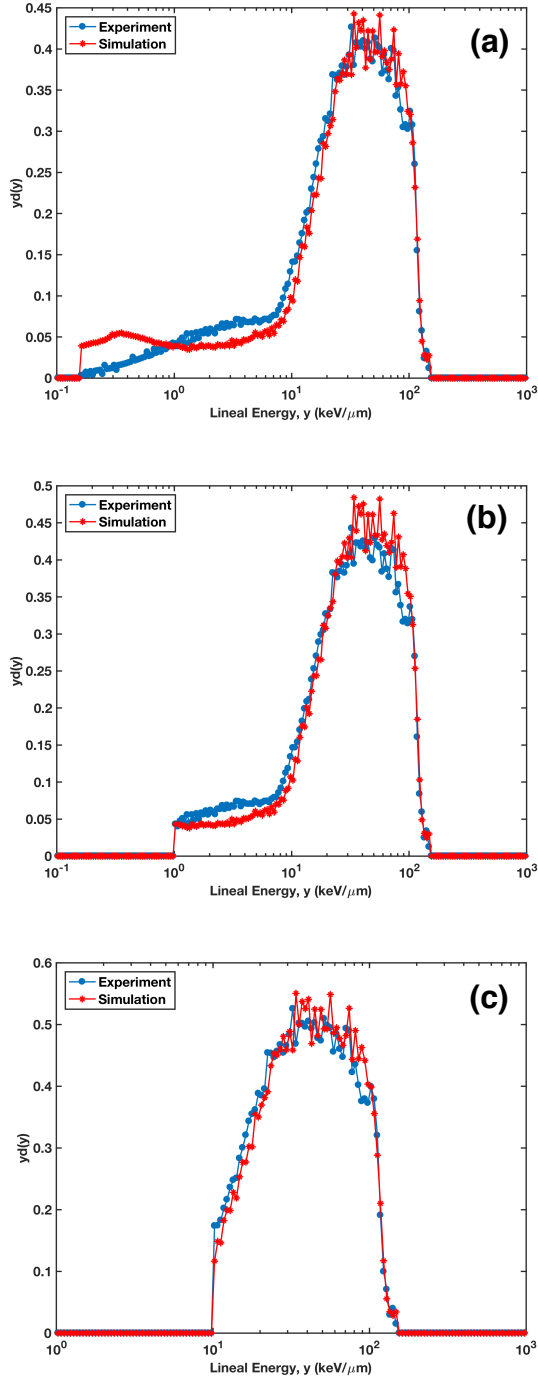 0.45
0.4
0.35
0.3
0.25
0.2
0.15
0.1
0.05
0
yd(y)
Experiment
Simulation
(a)
10-1 100 101 102 103
Lineal Energy, y (keV/μm)
0.5
0.45
0.4
0.35
0.3
0.25
0.2
0.15
0.1
0.05
0
yd(y)
Experiment
Simulation
(b)
10-1 100 101 102 103
Lineal Energy, y (keV/μm)
0.6
0.5
0.4
0.3
0.2
0.1
0
yd(y)
Experiment
Simulation
(c)
100 101 102 103
Lineal Energy, y (keV/μm)